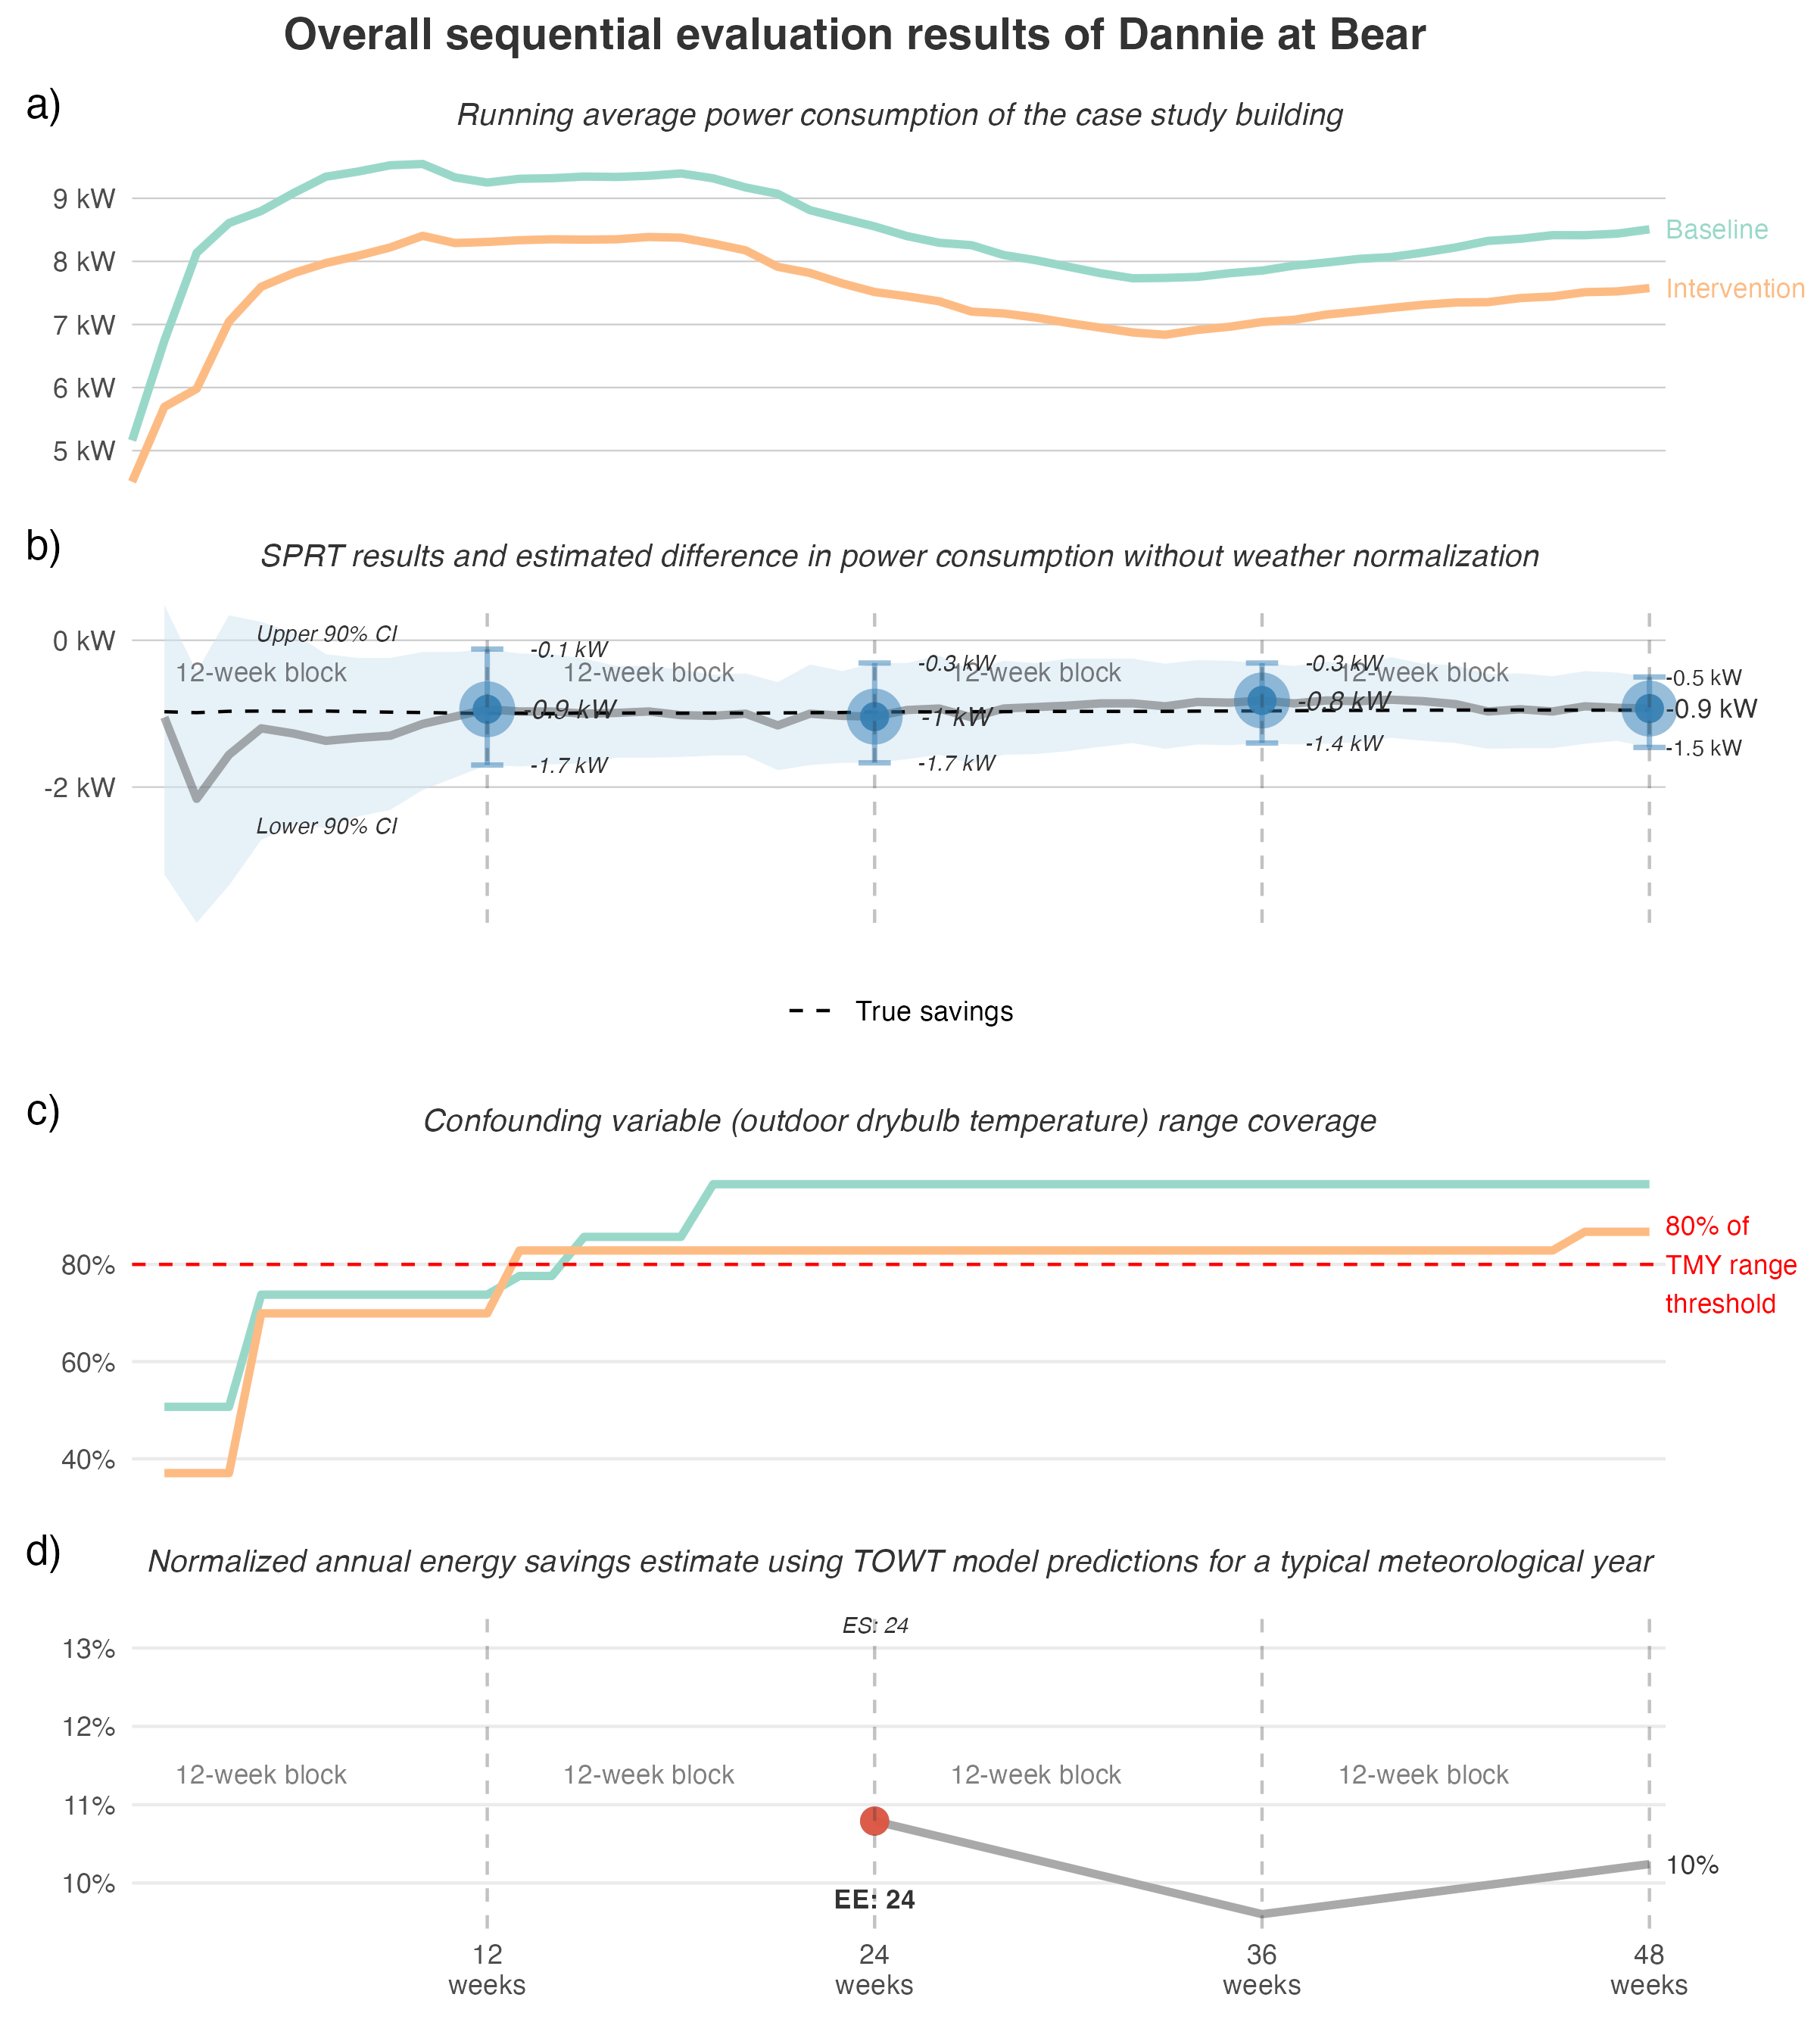 Overall sequential evaluation results of Dannie at Bear
a)
Running average power consumption of the case study building
9 kW
8 kW
7 kW
6 kW
5 kW
Baseline
Intervention
b)
SPRT results and estimated difference in power consumption without weather normalization
0 kW
-2 kW
Upper 90% CI
Lower 90% CI
12-week block
12-week block
12-week block
12-week block
-0.1 kW
-0.9 kW
-1.7 kW
-0.3 kW
-1 kW
-1.7 kW
-0.3 kW
-0.8 kW
-1.4 kW
-0.5 kW
-0.9 kW
-1.5 kW
True savings
c)
Confounding variable (outdoor drybulb temperature) range coverage
80%
60%
40%
80% of
TMY range
threshold
d)
Normalized annual energy savings estimate using TOWT model predictions for a typical meteorological year
ES: 24
13%
12%
11%
10%
12-week block
12-week block
12-week block
12-week block
EE: 24
10%
12
weeks
24
weeks
36
weeks
48
weeks